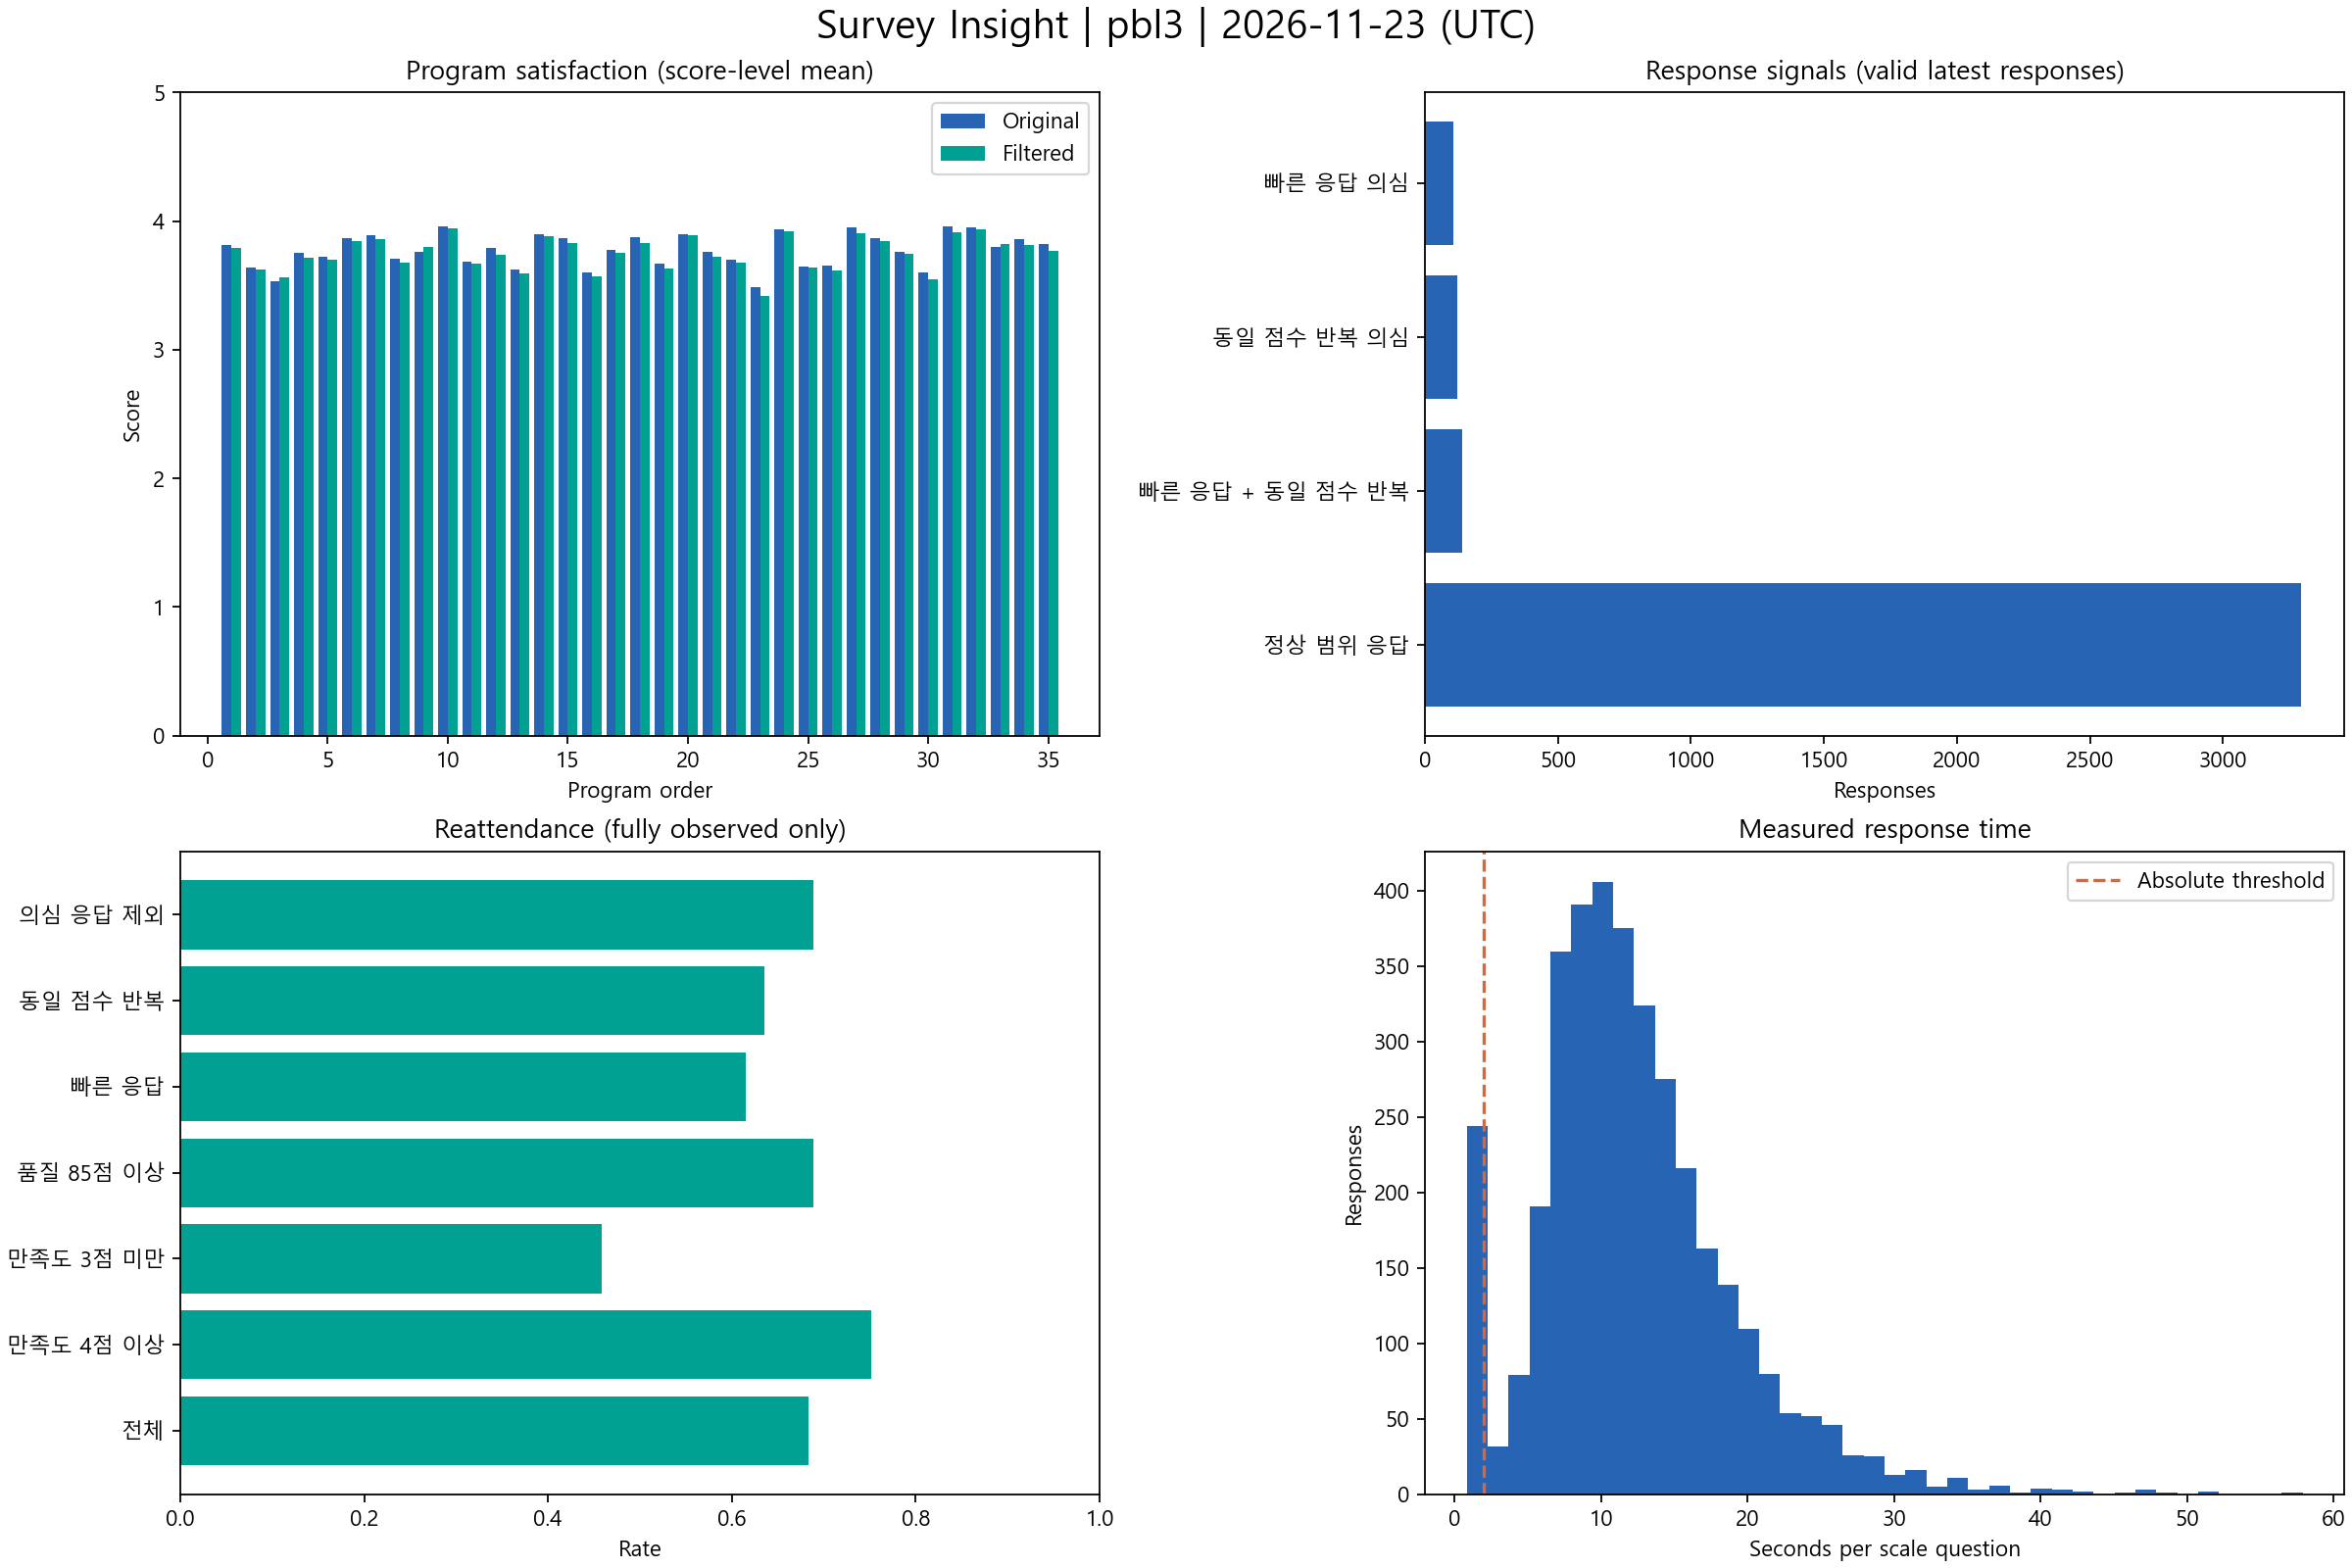 Survey Insight | pbl3 | 2026-11-23 (UTC)
Program satisfaction (score-level mean)
Original
Filtered
5
4
3
2
1
0
Score
0 5 10 15 20 25 30 35
Program order
Response signals (valid latest responses)
빠른 응답 의심
동일 점수 반복 의심
빠른 응답 + 동일 점수 반복
정상 범위 응답
0 500 1000 1500 2000 2500 3000
Responses
Reattendance (fully observed only)
의심 응답 제외
동일 점수 반복
빠른 응답
품질 85점 이상
만족도 3점 미만
만족도 4점 이상
전체
0.0 0.2 0.4 0.6 0.8 1.0
Rate
Measured response time
Absolute threshold
400
350
300
250
200
150
100
50
0
Responses
0 10 20 30 40 50 60
Seconds per scale question